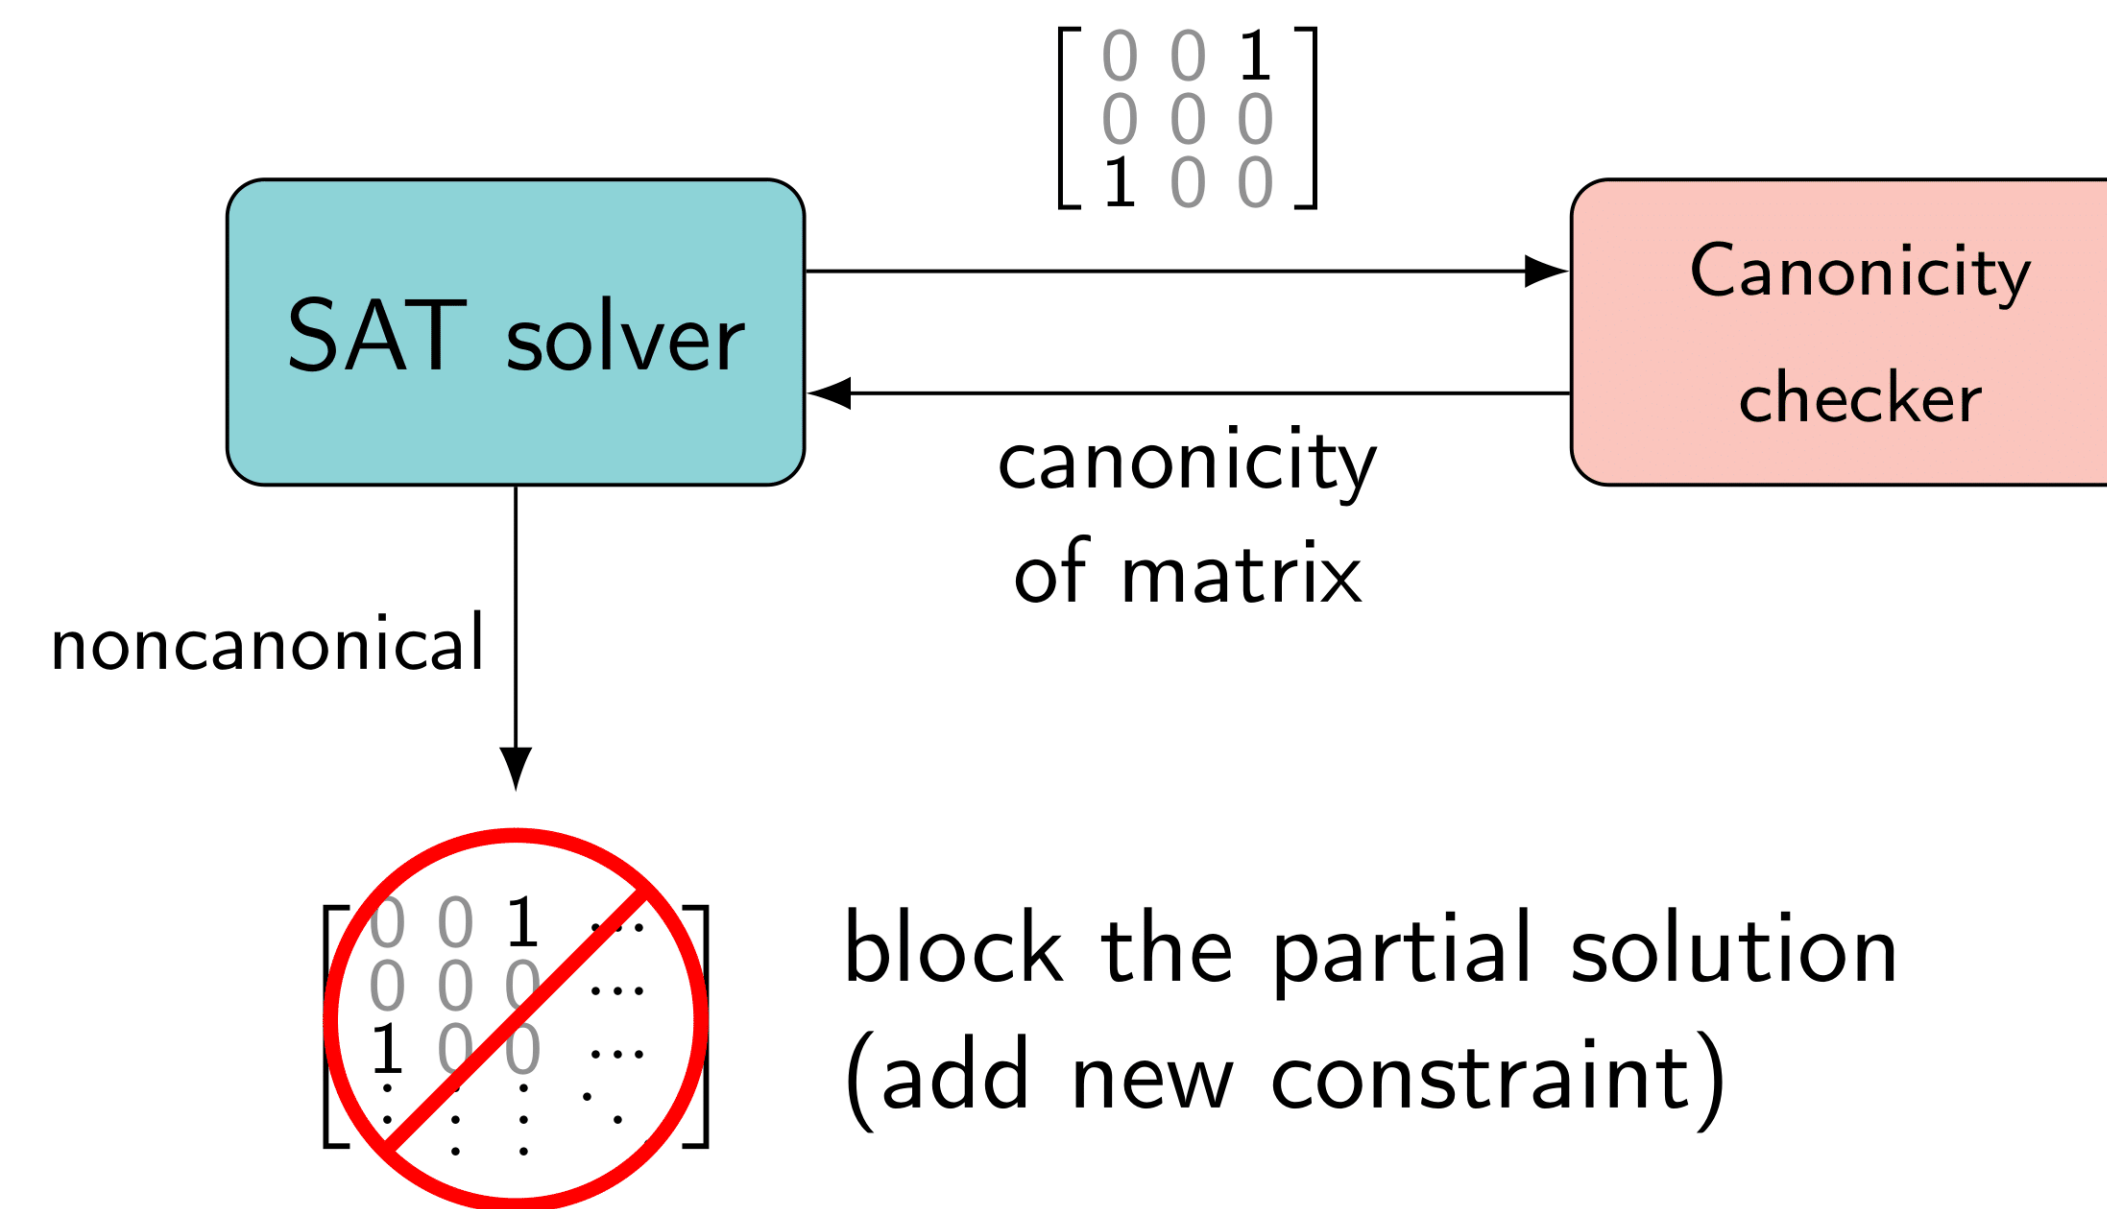 0 0 1
0 0 0
1 0 0
SAT solver
Canonicity
checker
canonicity
of matrix
noncanonical
0 0 1 ...
0 0 0 ...
1 0 0 ...
⋮ ⋮ ⋮ ⋱
block the partial solution
(add new constraint)